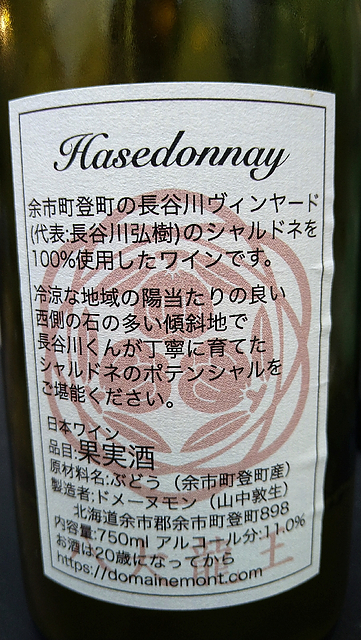 Hasedonnay
余市町登町の長谷川ヴィンヤード
(代表:長谷川弘樹)のシャルドネを
100%使用したワインです。
冷涼な地域の陽当たりの良い
西側の石の多い傾斜地で
長谷川くんが丁寧に育てた
シャルドネのポテンシャルを
ご堪能ください。
日本ワイン
品目:果実酒
原材料名:ぶどう（余市町登町産）
製造者:ドメーヌモン（山中敦生）
北海道余市郡余市町登町898
内容量:750ml アルコール分:11.0%
お酒は20歳になってから
https://domainemont.com
龍王